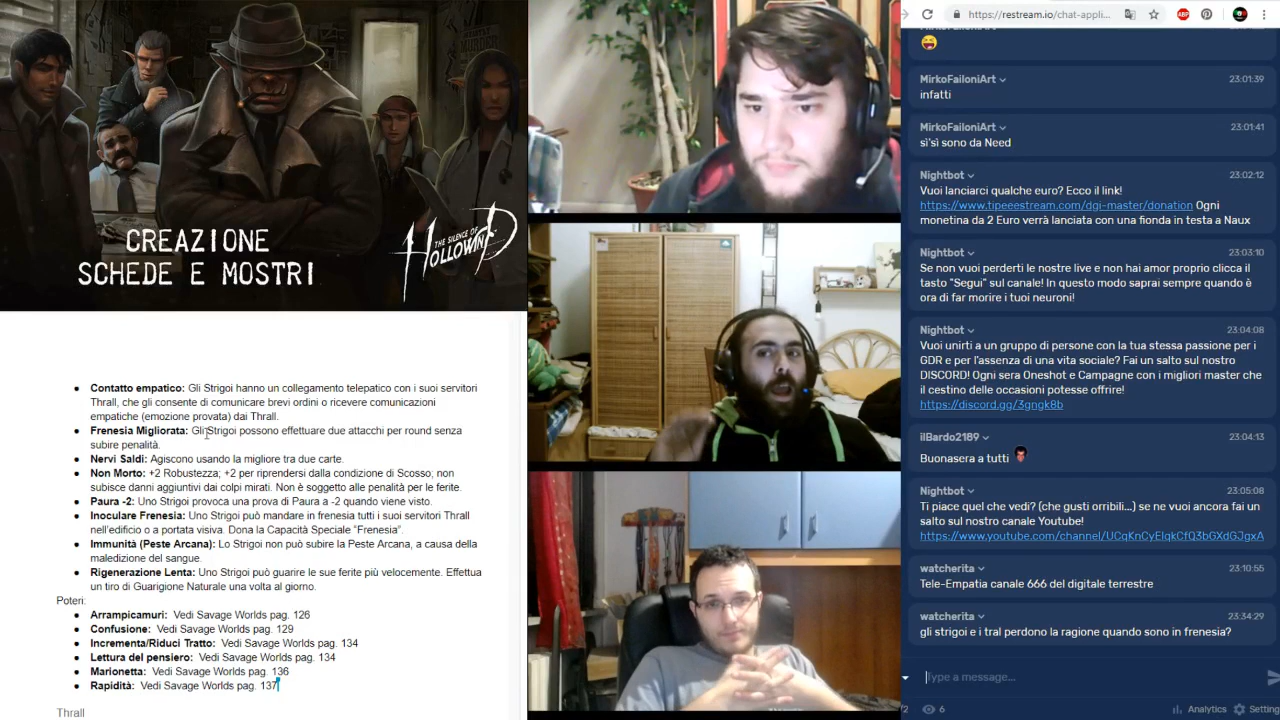 CREAZIONE
SCHEDE E MOSTRI
THE SILENCE OF
HOLLOWIND
Contatto empatico: Gli Strigoi hanno un collegamento telepatico con i suoi servitori
Thrall, che gli consente di comunicare brevi ordini o ricevere comunicazioni
empatiche (emozione provata) dai Thrall.
Frenesia Migliorata: Gli Strigoi possono effettuare due attacchi per round senza
subire penalità.
Nervi Saldi: Agiscono usando la migliore tra due carte.
Non Morto: +2 Robustezza; +2 per riprendersi dalla condizione di Scosso; non
subisce danni aggiuntivi dai colpi mirati. Non è soggetto alle penalità per le ferite.
Paura -2: Uno Strigoi provoca una prova di Paura a -2 quando viene visto.
Inoculare Frenesia: Uno Strigoi può mandare in frenesia tutti i suoi servitori Thrall
nell'edificio o a portata visiva. Dona la Capacità Speciale "Frenesia".
Immunità (Peste Arcana): Lo Strigoi non può subire la Peste Arcana, a causa della
maledizione del sangue.
Rigenerazione Lenta: Uno Strigoi può guarire le sue ferite più velocemente. Effettua
un tiro di Guarigione Naturale una volta al giorno.
Poteri:
Arrampicamuri: Vedi Savage Worlds pag. 126
Confusione: Vedi Savage Worlds pag. 129
Incrementa/Riduci Tratto: Vedi Savage Worlds pag. 134
Lettura del pensiero: Vedi Savage Worlds pag. 134
Marionetta: Vedi Savage Worlds pag. 136
Rapidità: Vedi Savage Worlds pag. 137
Thrall
https://restream.io/chat-appli...
ABP
MirkoFailoniArt
MirkoFailoniArt 23:01:39
infatti
MirkoFailoniArt 23:01:41
sì'sì sono da Need
Nightbot 23:02:12
Vuoi lanciarci qualche euro? Ecco il link!
https://www.tipeeestream.com/dgi-master/donation Ogni
monetina da 2 Euro verrà lanciata con una fionda in testa a Naux
Nightbot 23:03:10
Se non vuoi perderti le nostre live e non hai amor proprio clicca il
tasto "Segui" sul canale! In questo modo saprai sempre quando è
ora di far morire i tuoi neuroni!
Nightbot 23:04:08
Vuoi unirti a un gruppo di persone con la tua stessa passione per i
GDR e per l'assenza di una vita sociale? Fai un salto sul nostro
DISCORD! Ogni sera Oneshot e Campagne con i migliori master che
il cestino delle occasioni potesse offrire!
https://discord.gg/3gngk8b
ilBardo2189 23:04:13
Buonasera a tutti
Nightbot 23:05:08
Ti piace quel che vedi? (che gusti orribili...) se ne vuoi ancora fai un
salto sul nostro canale Youtube!
https://www.youtube.com/channel/UCqKnCyElqkCfQ3bGXdGJgxA
watcherita 23:10:55
Tele-Empatia canale 666 del digitale terrestre
watcherita 23:34:29
gli strigoi e i tral perdono la ragione quando sono in frenesia?
Type a message...
/2 6 Analytics Setting